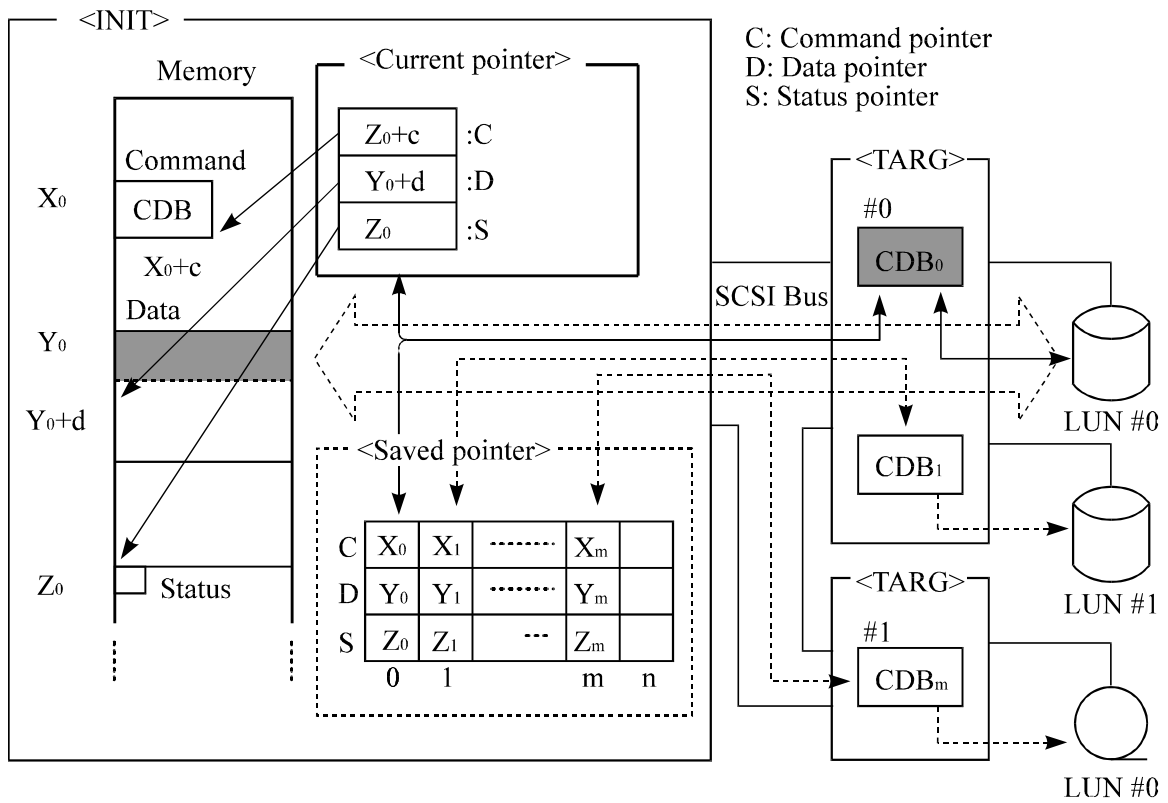 <INIT>
C: Command pointer
D: Data pointer
S: Status pointer
Memory
<Current pointer>
Command
X₀
CDB
X₀+c
Data
Y₀
Y₀+d
Z₀
Status
Z₀+c :C
Y₀+d :D
Z₀ :S
SCSI Bus
<Saved pointer>
C X₀ X₁ ......... Xₘ
D Y₀ Y₁ ......... Yₘ
S Z₀ Z₁ ... Zₘ
0 1 m n
<TARG>
#0
CDB₀
LUN #0
CDB₁
LUN #1
<TARG>
#1
CDBₘ
LUN #0